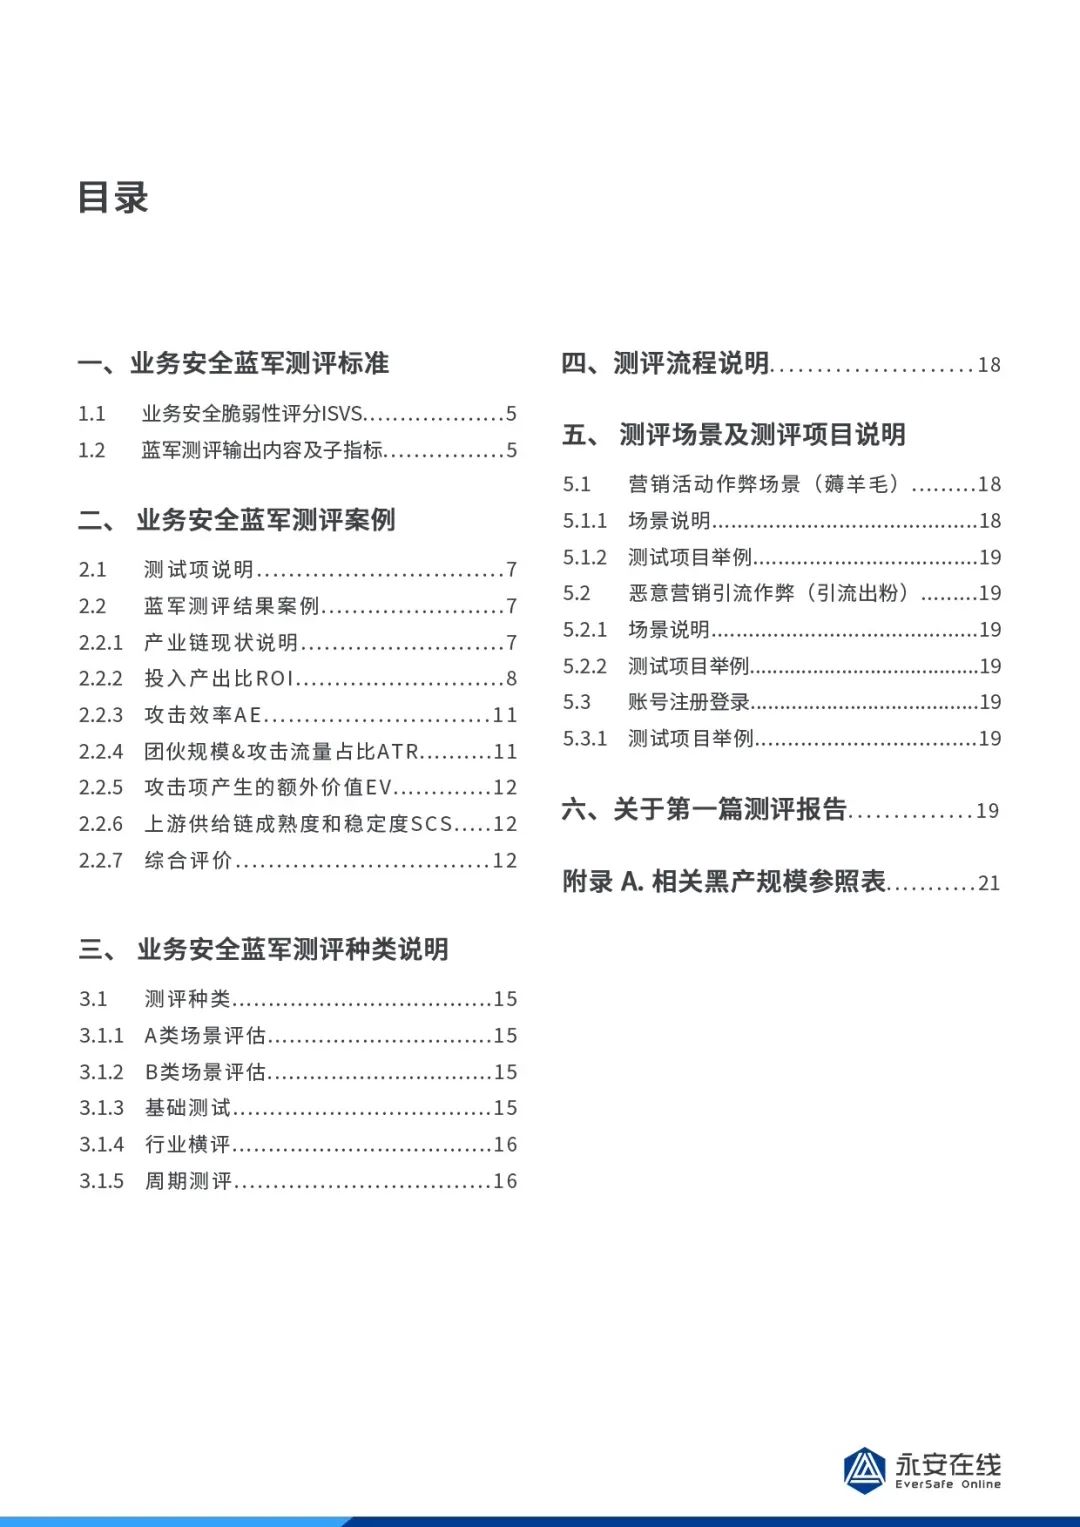 目录
一、业务安全蓝军测评标准
1.1 业务安全脆弱性评分ISVS...................5
1.2 蓝军测评输出内容及子指标................5
二、 业务安全蓝军测评案例
2.1 测试项说明................................7
2.2 蓝军测评结果案例........................7
2.2.1 产业链现状说明...........................7
2.2.2 投入产出比ROI...........................8
2.2.3 攻击效率AE.............................11
2.2.4 团伙规模&攻击流量占比ATR..........11
2.2.5 攻击项产生的额外价值EV.............12
2.2.6 上游供给链成熟度和稳定度SCS.....12
2.2.7 综合评价.................................12
三、 业务安全蓝军测评种类说明
3.1 测评种类..................................15
3.1.1 A类场景评估.............................15
3.1.2 B类场景评估.............................15
3.1.3 基础测试..................................15
3.1.4 行业横评..................................16
3.1.5 周期测评.................................16
四、测评流程说明......................18
五、 测评场景及测评项目说明
5.1 营销活动作弊场景（薅羊毛）.........18
5.1.1 场景说明..........................................18
5.1.2 测试项目举例....................................19
5.2 恶意营销引流作弊（引流出粉）.........19
5.2.1 场景说明..........................................19
5.2.2 测试项目举例....................................19
5.3 账号注册登录....................................19
5.3.1 测试项目举例..................................19
六、关于第一篇测评报告..............19
附录 A. 相关黑产规模参照表...........21
永安在线
EverSafe Online